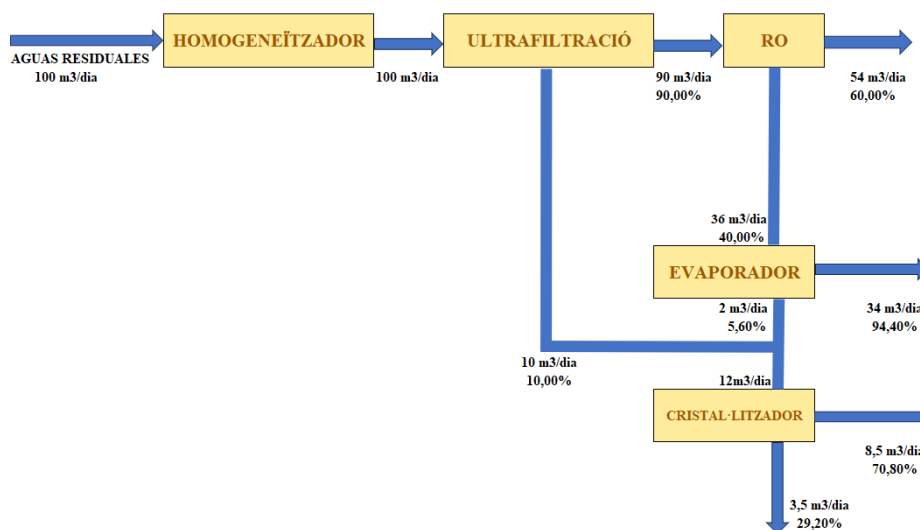 HOMOGENEÏTZADOR
ULTRAFILTRACIÓ
RO
AGUAS RESIDUALES
100 m3/dia
100 m3/dia
90 m3/dia
90,00%
54 m3/dia
60,00%
36 m3/dia
40,00%
EVAPORADOR
2 m3/dia
5,60%
34 m3/dia
94,40%
10 m3/dia
10,00%
12m3/dia
CRISTAL·LITZADOR
8,5 m3/dia
70,80%
3,5 m3/dia
29,20%